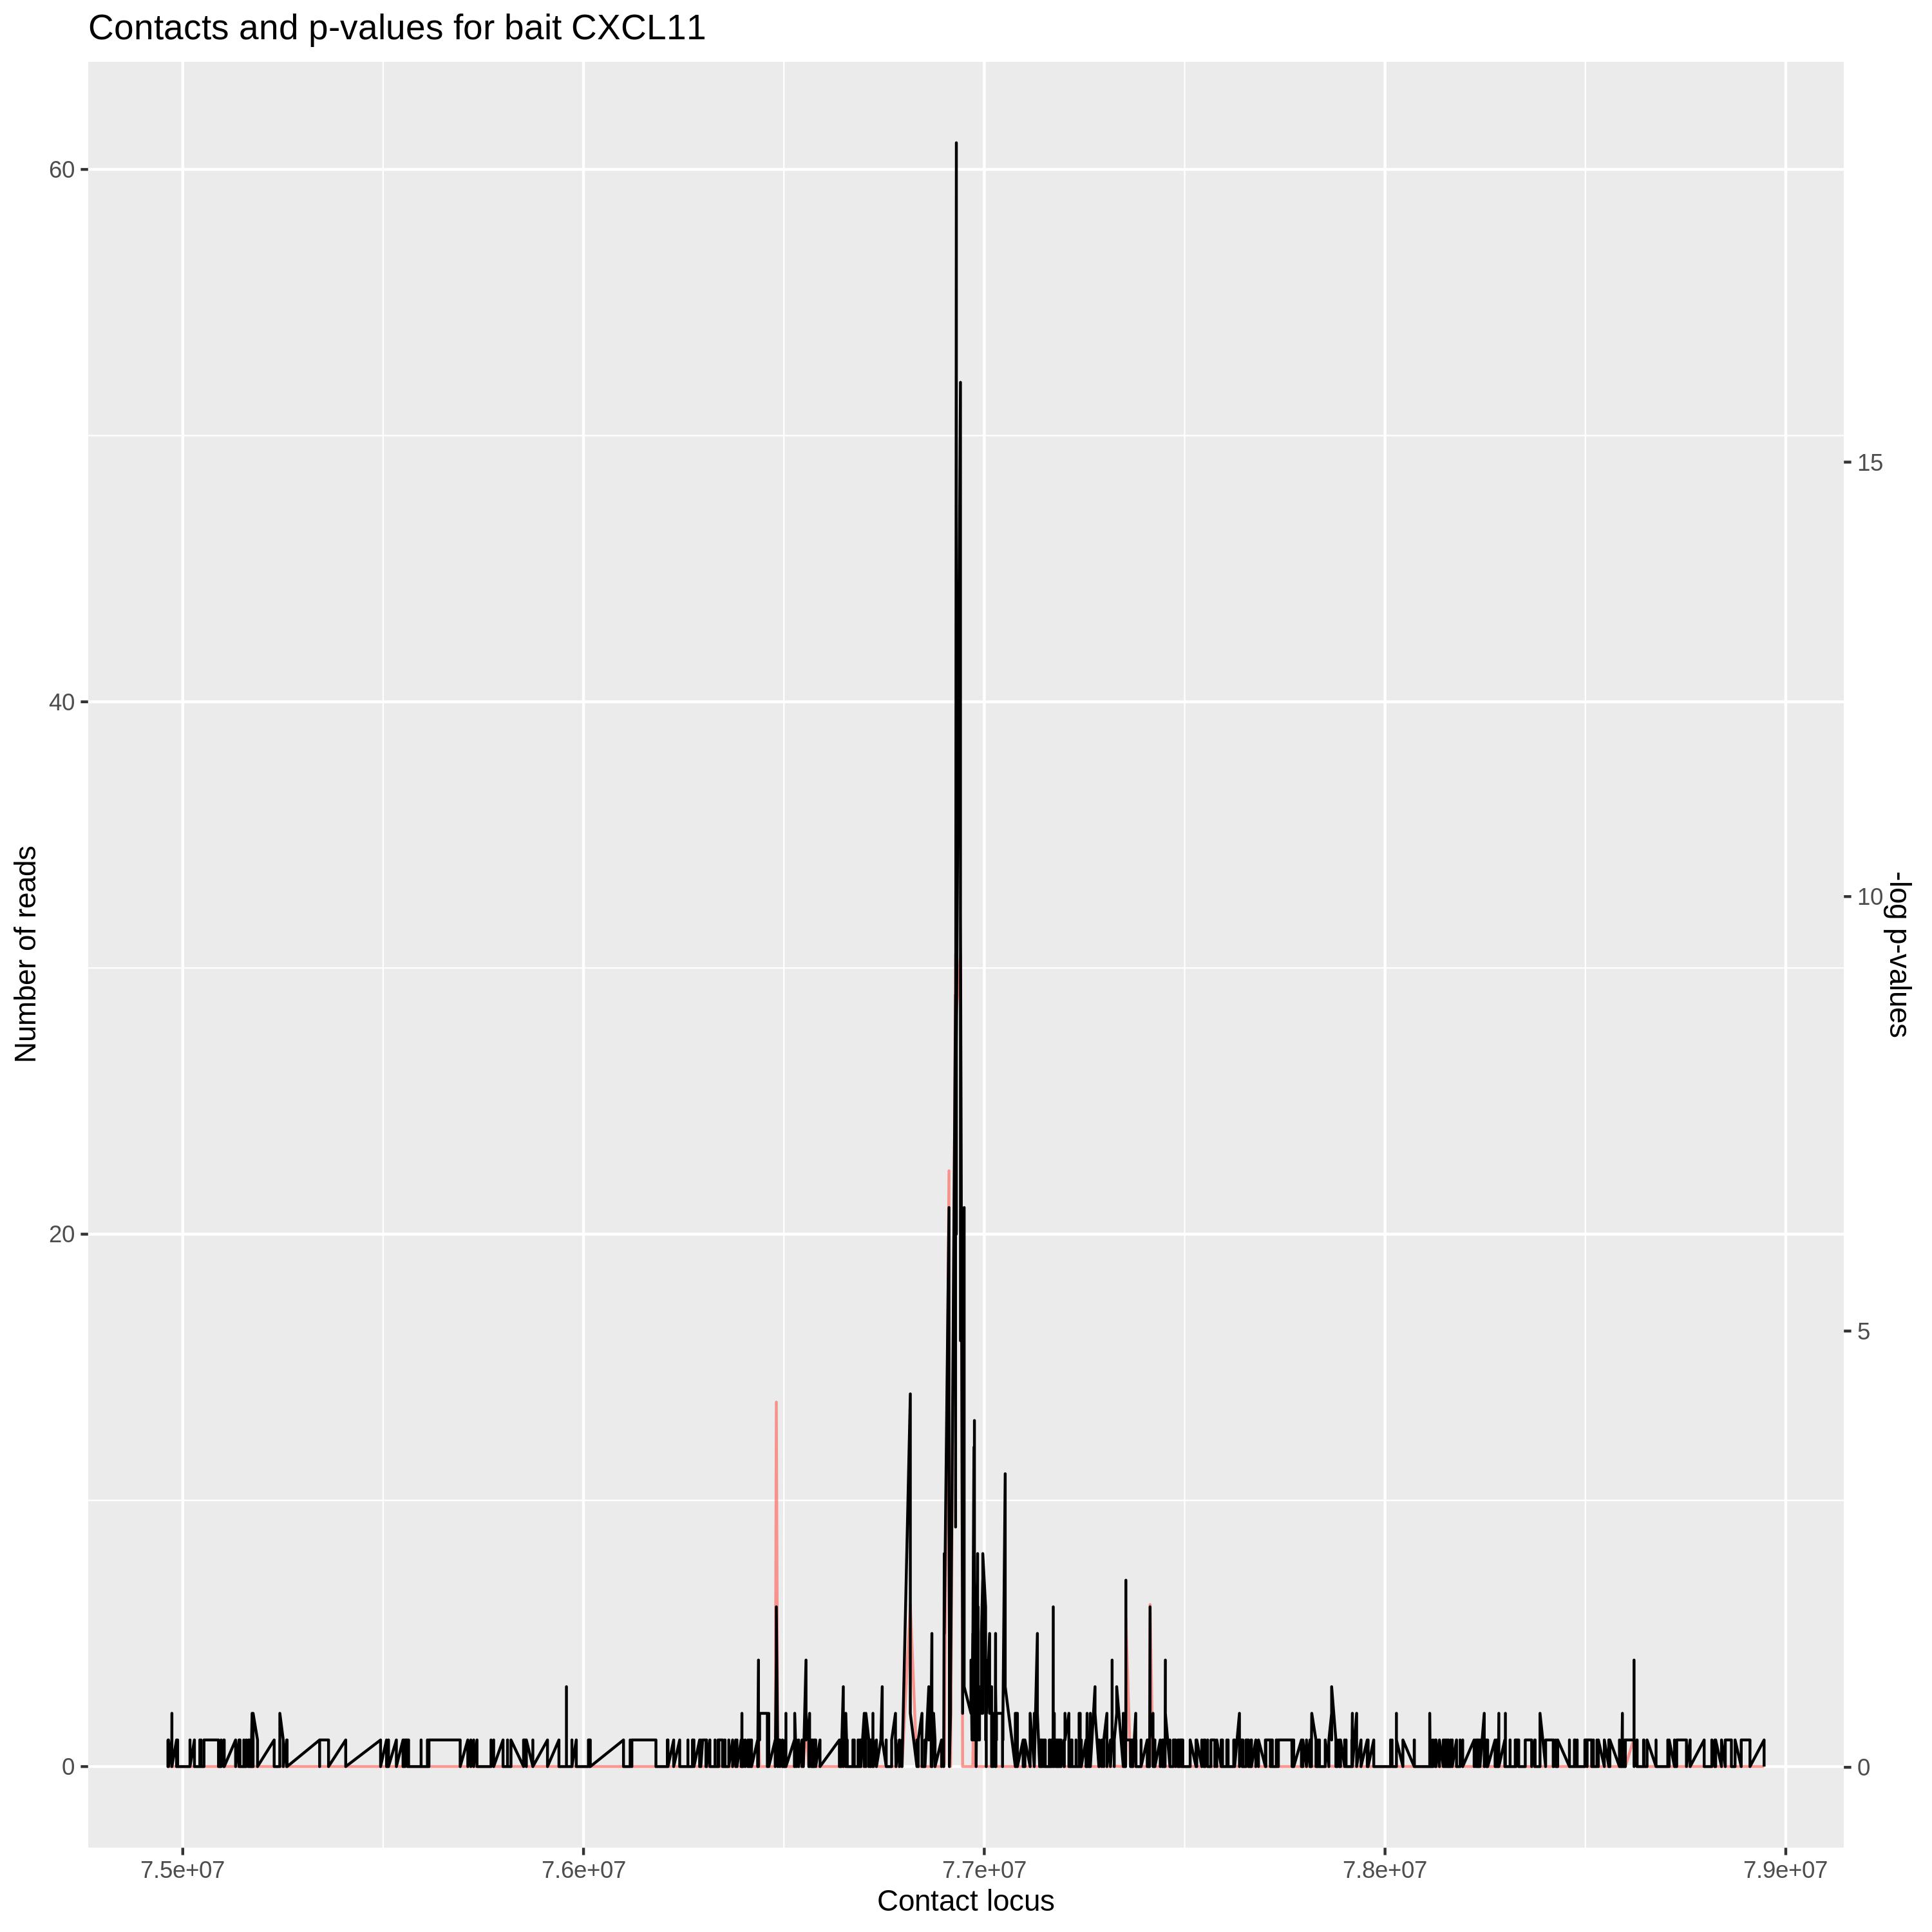 Contacts and p-values for bait CXCL11
60
40
20
0
Number of reads
15
10
5
0
-log p-values
7.5e+07
7.6e+07
7.7e+07
7.8e+07
7.9e+07
Contact locus